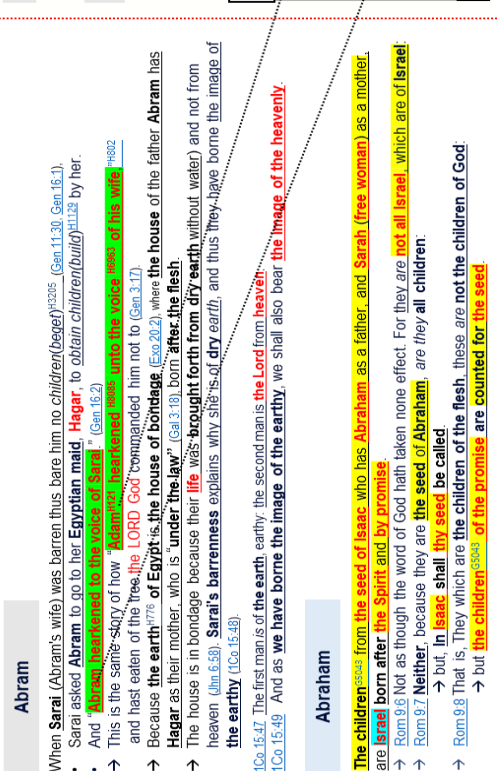 Abram
When Sarai (Abram's wife) was barren thus bare him no children(beget)H3205 (Gen 11:30. Gen 16:1).
• Sarai asked Abram to go to her Egyptian maid, Hagar, to obtain children(build)H1129 by her.
• And "Abram hearkened to the voice of Sarai." (Gen 16:2)
→ This is the same story of how "AdamH121 hearkened H8085 unto the voice H6963 of his wife,"H802
and hast eaten of the tree, the LORD God commanded him not to (Gen 3:17).
→ Because the earthH776 of Egypt is the house of bondage (Exo 20:2), where the house of the father Abram has
Hagar as their mother, who is "under the law" (Gal 3:18), born after the flesh.
→ The house is in bondage because their life was brought forth from dry earth without water) and not from
heaven (Jhn 6:58). Sarai's barrenness explains why she is of dry earth, and thus they have borne the image of
the earthy (1Co 15:48).
1Co 15:47 The first man is of the earth, earthy: the second man is the Lord from heaven.
1Co 15:49 And as we have borne the image of the earthy, we shall also bear the image of the heavenly.
Abraham
The childrenG5043 from the seed of Isaac who has Abraham as a father, and Sarah (free woman) as a mother,
are Israel born after the Spirit and by promise.
→ Rom 9:6 Not as though the word of God hath taken none effect. For they are not all Israel, which are of Israel:
→ Rom 9:7 Neither, because they are the seed of Abraham, are they all children:
→ but, In Isaac shall thy seed be called.
→ Rom 9:8 That is, They which are the children of the flesh, these are not the children of God:
→ but the childrenG5043 of the promise are counted for the seed.